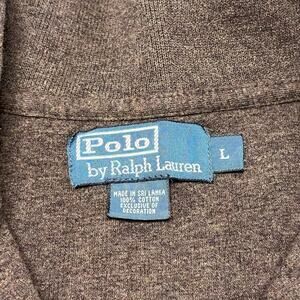 Polo
by Ralph Lauren
L
MADE IN SRI LANKA
100% COTTON
EXCLUSIVE OF
DECORATION